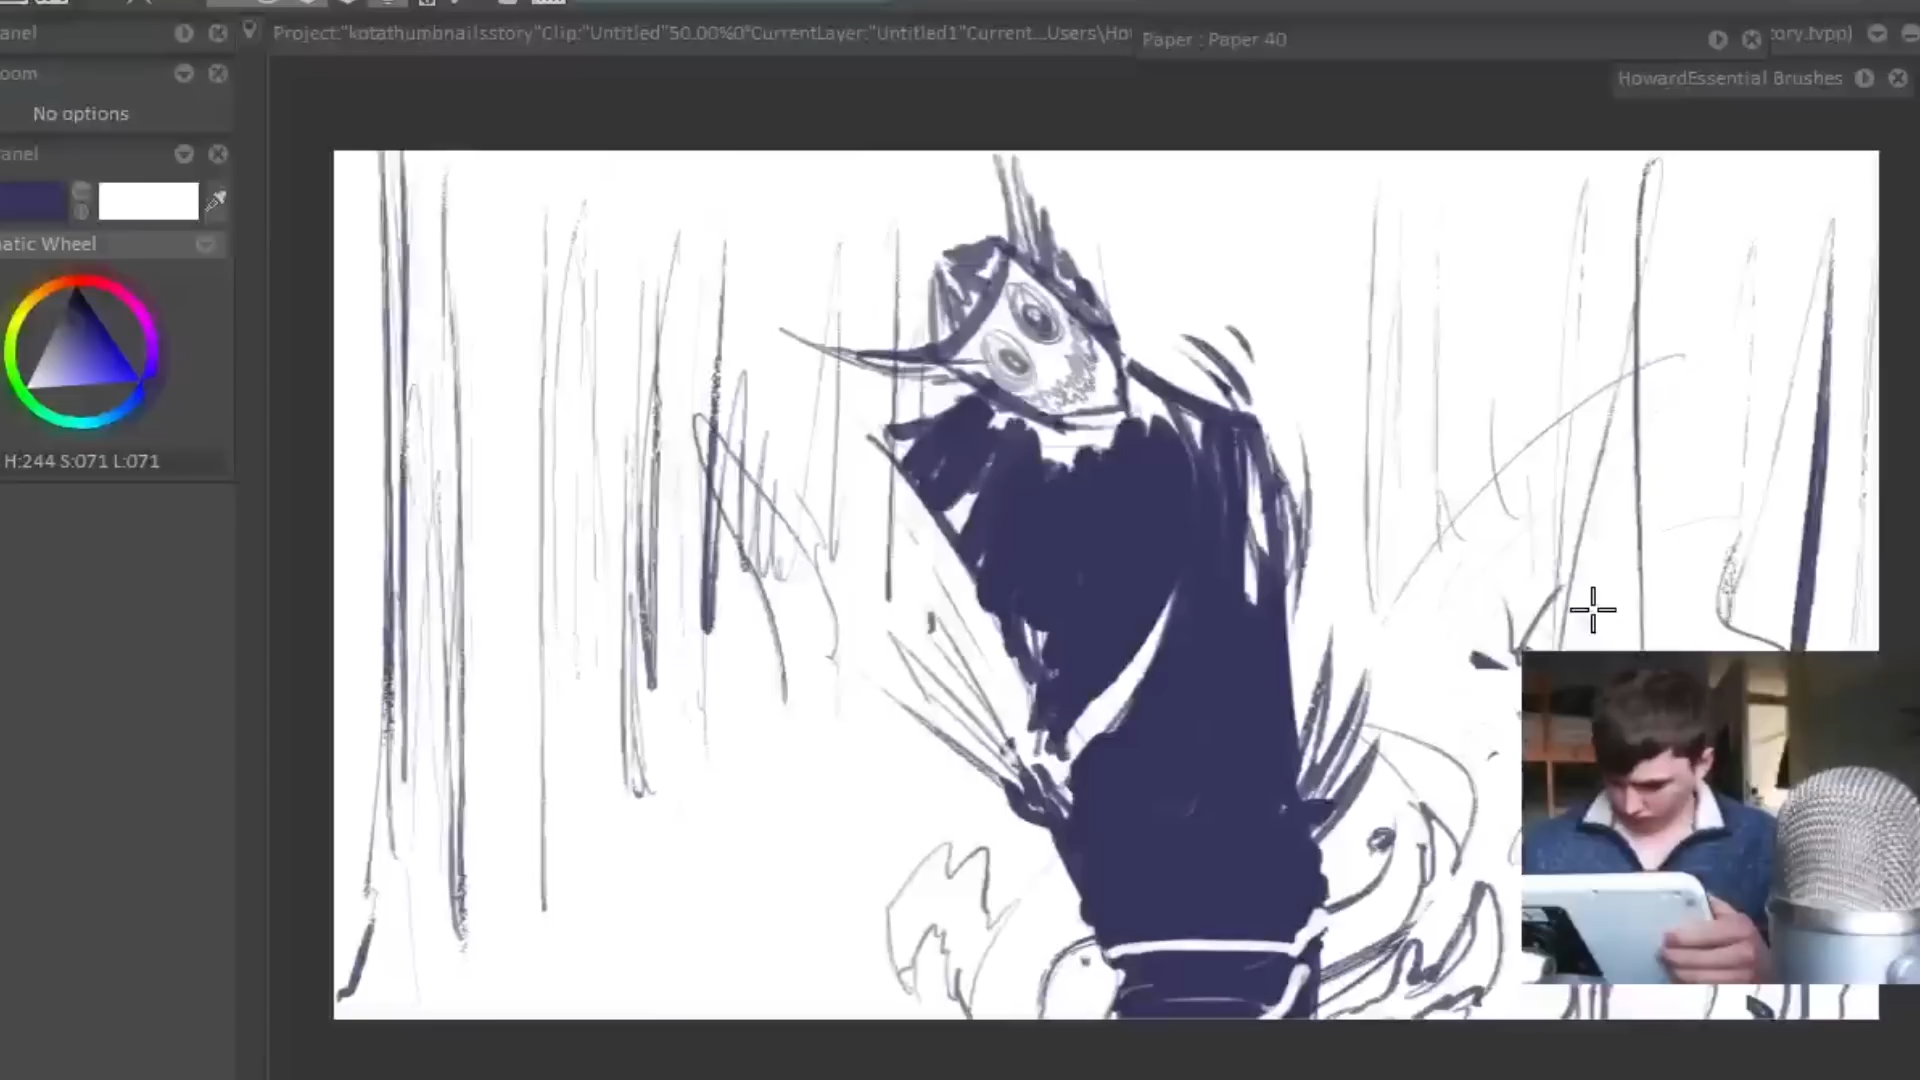 anel
Project:"kotathumbnailsstory"Clip:"Untitled"50.00%0°CurrentLayer:"Untitled1"Current...Users\Ho
Paper : Paper 40
ory.tvpp)
oom
HowardEssential Brushes
No options
anel
atic Wheel
H:244 S:071 L:071